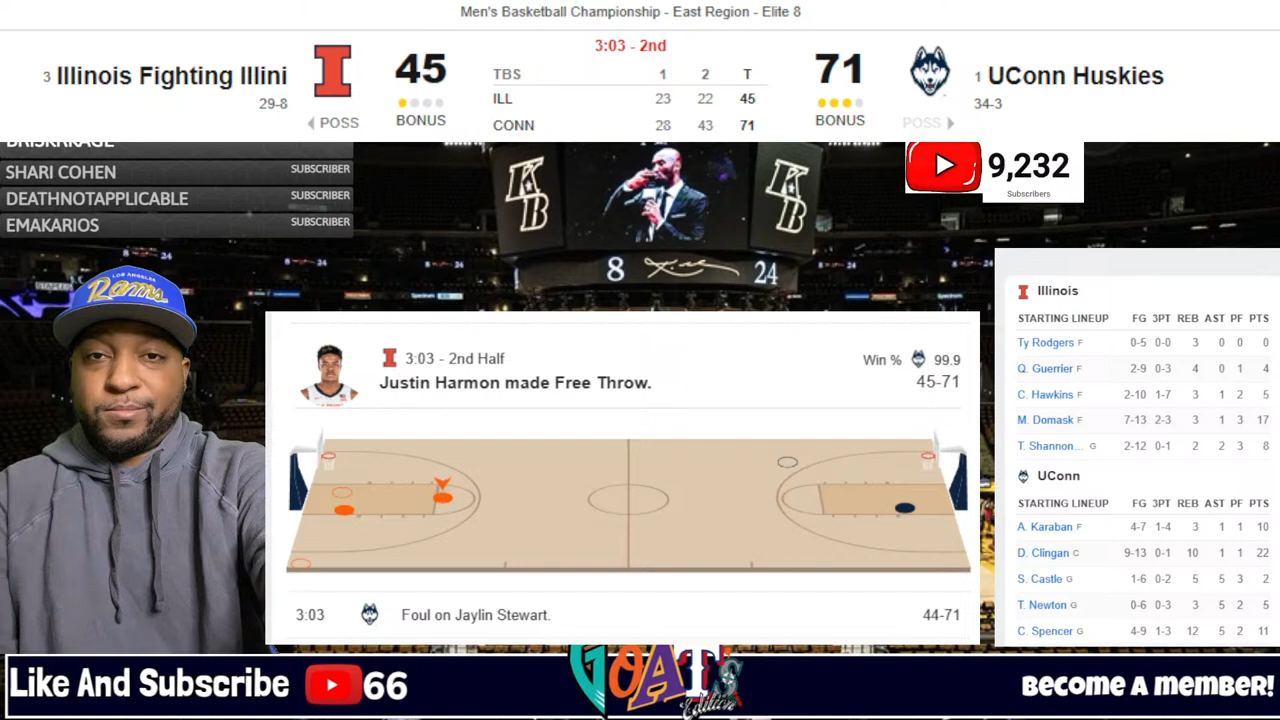 Men's Basketball Championship - East Region - Elite 8
3 Illinois Fighting Illini
29-8
45
BONUS
POSS
3:03 - 2nd
TBS 1 2 T
ILL 23 22 45
CONN 28 43 71
71
BONUS
POSS
1 UConn Huskies
34-3
SHARI COHEN SUBSCRIBER
DEATHNOTAPPLICABLE SUBSCRIBER
EMAKARIOS SUBSCRIBER
KB
KB
8 24
9,232
Subscribers
LOS ANGELES
Rams
3:03 - 2nd Half
Justin Harmon made Free Throw.
Win % 99.9
45-71
3:03 Foul on Jaylin Stewart. 44-71
Illinois
STARTING LINEUP FG 3PT REB AST PF PTS
Ty Rodgers F 0-5 0-0 3 0 0 0
Q. Guerrier F 2-9 0-3 4 0 1 4
C. Hawkins F 2-10 1-7 3 1 2 5
M. Domask F 7-13 2-3 3 1 3 17
T. Shannon... G 2-12 0-1 2 2 3 8
UConn
STARTING LINEUP FG 3PT REB AST PF PTS
A. Karaban F 4-7 1-4 3 1 1 10
D. Clingan C 9-13 0-1 10 1 1 22
S. Castle G 1-6 0-2 5 5 3 2
T. Newton G 0-6 0-3 3 5 2 5
C. Spencer G 4-9 1-3 12 5 2 11
Like And Subscribe 66
GOATS
Edition
Become a member!